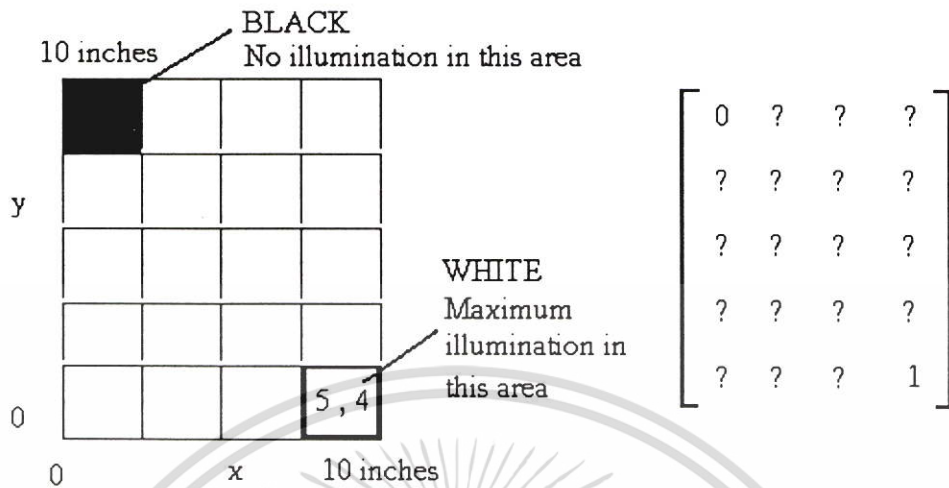 BLACK
10 inches No illumination in this area
y
WHITE
Maximum
illumination in
this area
5 , 4
0
0 x 10 inches
0 ? ? ?
? ? ? ?
? ? ? ?
? ? ? ?
? ? ? 1